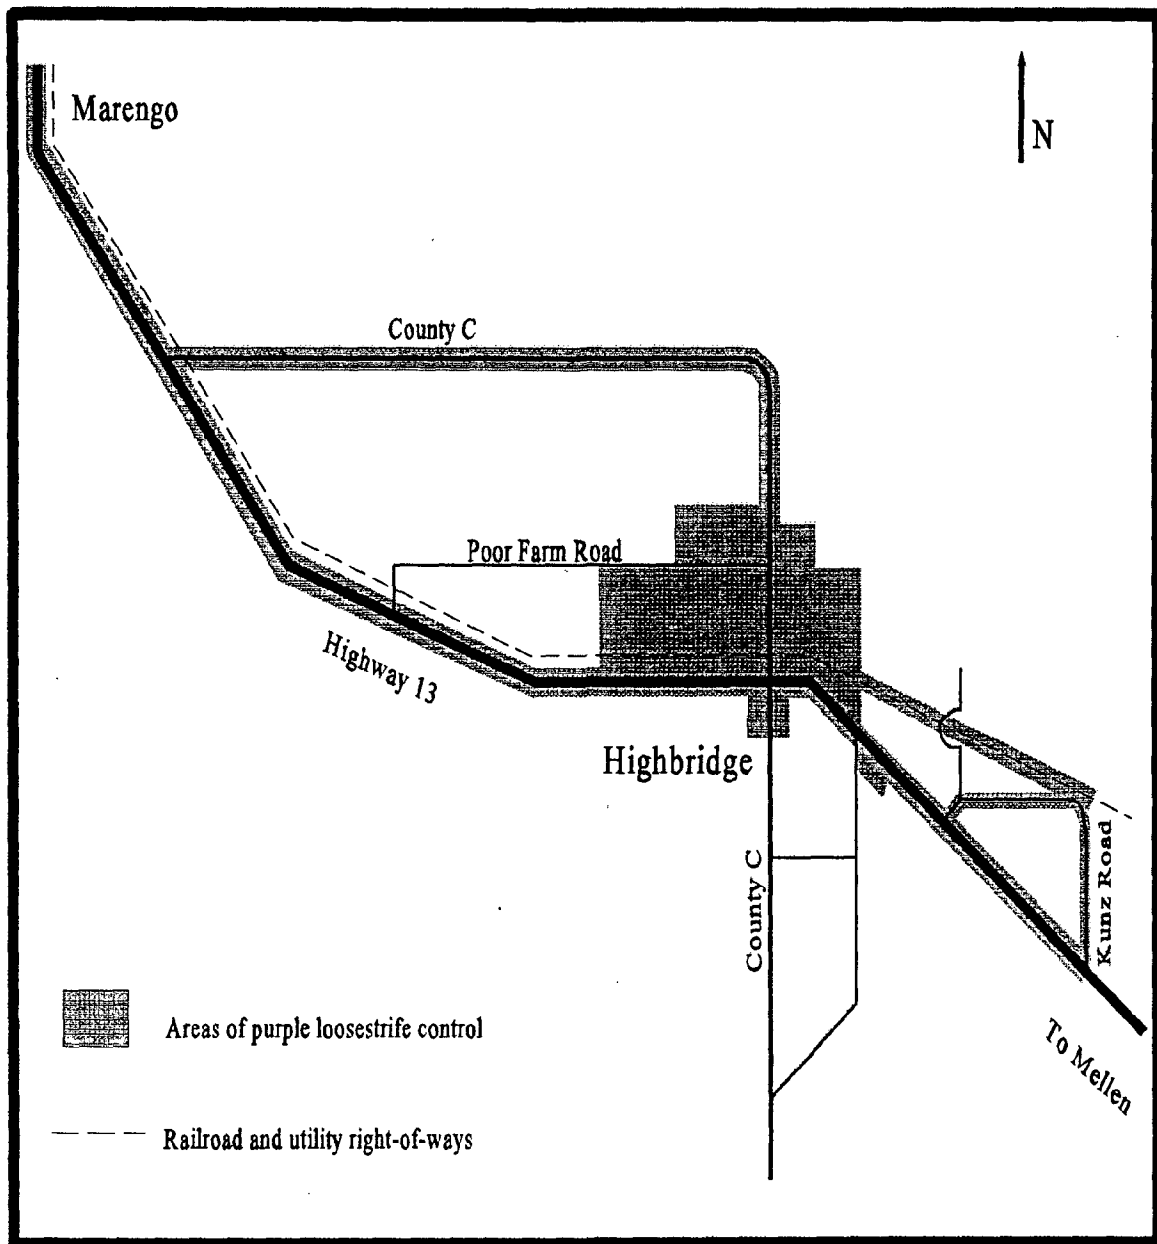 Marengo
N
County C
Poor Farm Road
Highway 13
Highbridge
County C
Kunz Road
To Mellen
Areas of purple loosestrife control
Railroad and utility right-of-ways